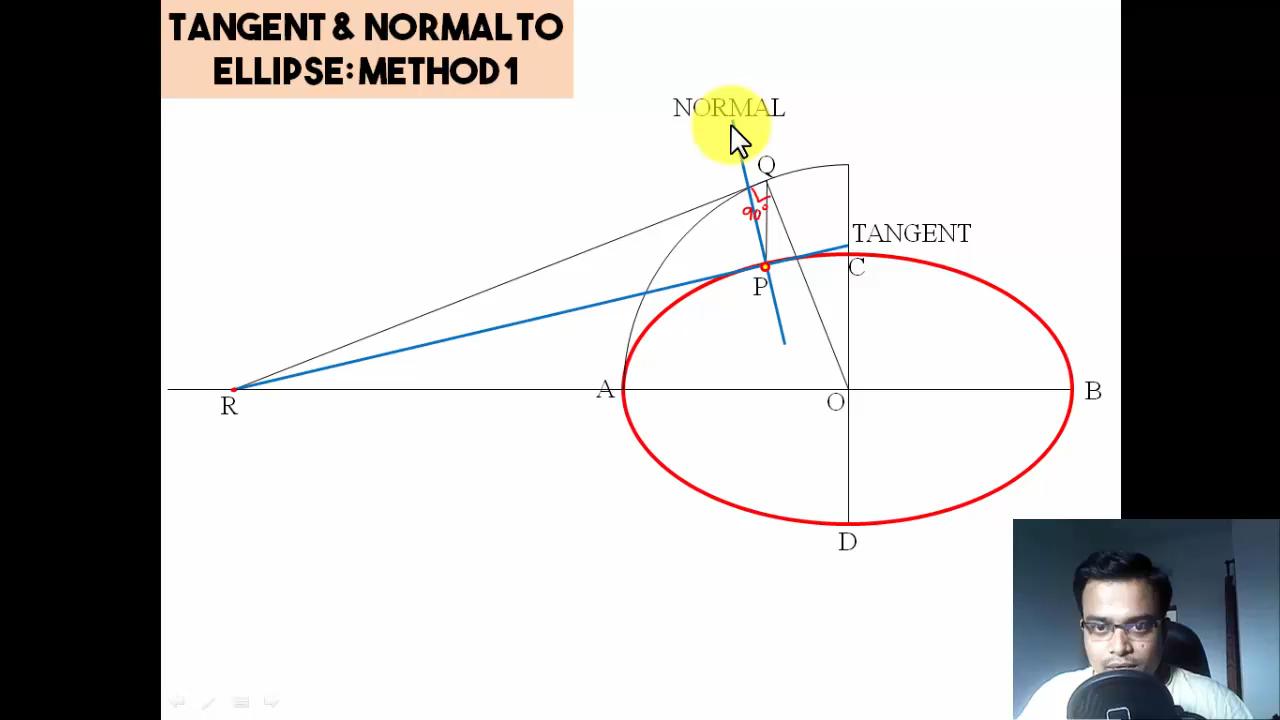 TANGENT & NORMAL TO
ELLIPSE: METHOD 1
NORMAL
Q
90°
TANGENT
C
P
A
O
B
R
D